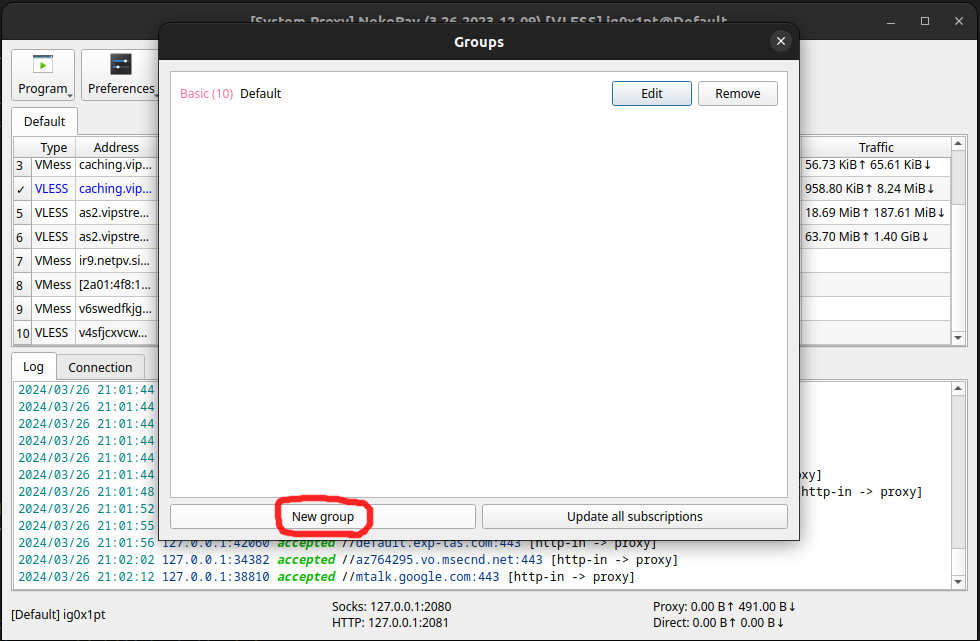 [System Proxy] NekoRay (3.26-2023-12-09) [VLESS] ig0x1pt@Default
Groups
Program
Preferences
Basic (10) Default
Edit
Remove
Default
Type Address Traffic
3 VMess caching.vip... 56.73 KiB↑ 65.61 KiB↓
✓ VLESS caching.vip... 958.80 KiB↑ 8.24 MiB↓
5 VLESS as2.vipstre... 18.69 MiB↑ 187.61 MiB↓
6 VLESS as2.vipstre... 63.70 MiB↑ 1.40 GiB↓
7 VMess ir9.netpv.si...
8 VMess [2a01:4f8:1...
9 VMess v6swedfkjg...
10 VLESS v4sfjcxvcw...
Log Connection
2024/03/26 21:01:44
2024/03/26 21:01:44
2024/03/26 21:01:44
2024/03/26 21:01:44
2024/03/26 21:01:44
2024/03/26 21:01:44 xy]
2024/03/26 21:01:48 http-in -> proxy]
2024/03/26 21:01:52
2024/03/26 21:01:55
New group
Update all subscriptions
2024/03/26 21:01:56 127.0.0.1:42060 accepted //default.exp-tas.com:443 [http-in -> proxy]
2024/03/26 21:02:02 127.0.0.1:34382 accepted //az764295.vo.msecnd.net:443 [http-in -> proxy]
2024/03/26 21:02:12 127.0.0.1:38810 accepted //mtalk.google.com:443 [http-in -> proxy]
[Default] ig0x1pt
Socks: 127.0.0.1:2080
HTTP: 127.0.0.1:2081
Proxy: 0.00 B↑ 491.00 B↓
Direct: 0.00 B↑ 0.00 B↓